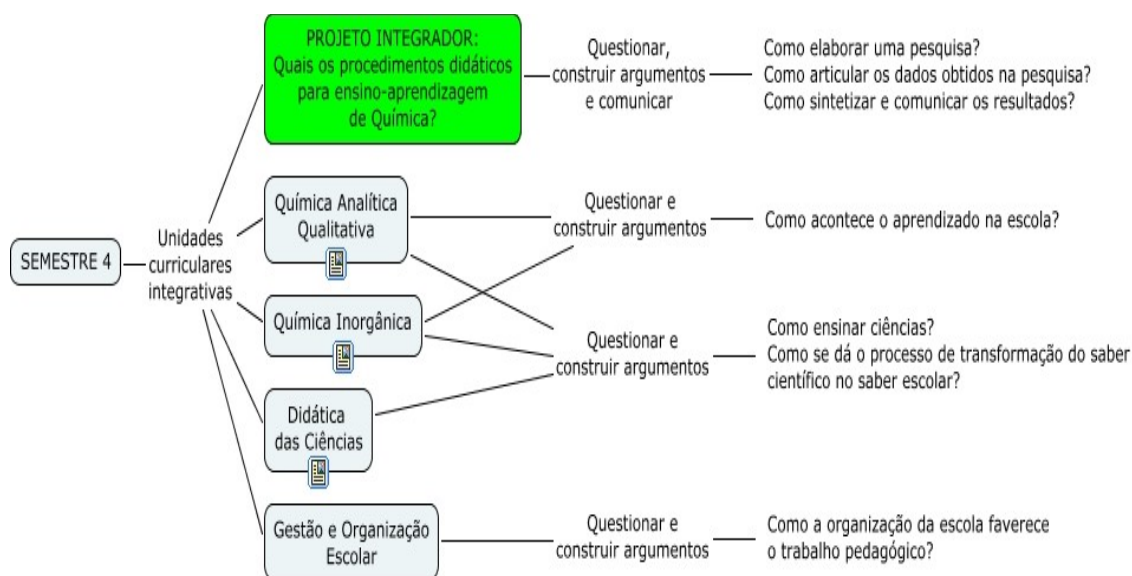 SEMESTRE 4
Unidades
curriculares
integrativas
PROJETO INTEGRADOR:
Quais os procedimentos didáticos
para ensino-aprendizagem
de Química?
Questionar,
construir argumentos
e comunicar
Como elaborar uma pesquisa?
Como articular os dados obtidos na pesquisa?
Como sintetizar e comunicar os resultados?
Química Analítica
Qualitativa
Questionar e
construir argumentos
Como acontece o aprendizado na escola?
Química Inorgânica
Questionar e
construir argumentos
Como ensinar ciências?
Como se dá o processo de transformação do saber
científico no saber escolar?
Didática
das Ciências
Gestão e Organização
Escolar
Questionar e
construir argumentos
Como a organização da escola faverece
o trabalho pedagógico?